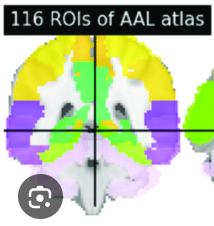 116 ROIs of AAL atlas